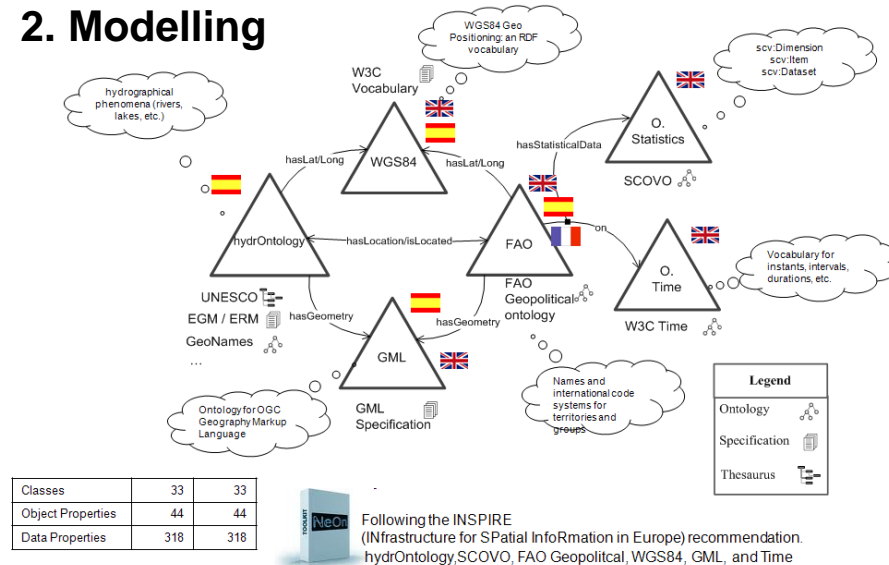 2. Modelling
WGS84 Geo
Positioning: an RDF
vocabulary
W3C
Vocabulary
scv:Dimension
scv:Item
scv:Dataset
hydrographical
phenomena (rivers,
lakes, etc.)
hasLat/Long
WGS84
hasLat/Long
hasStatisticalData
O.
Statistics
SCOVO
hydrOntology
hasLocation/isLocated
FAO
on
O.
Time
Vocabulary for
instants, intervals,
durations, etc.
W3C Time
UNESCO
EGM / ERM
GeoNames
...
hasGeometry
hasGeometry
FAO
Geopolitical
ontology
GML
GML
Specification
Ontology for OGC
Geography Markup
Language
Names and
international code
systems for
territories and
groups
Legend
Ontology
Specification
Thesaurus
Classes 33 33
Object Properties 44 44
Data Properties 318 318
TOOLKIT
NeOn
-
Following the INSPIRE
(INfrastructure for SPatial InfoRmation in Europe) recommendation.
hydrOntology,SCOVO, FAO Geopolitcal, WGS84, GML, and Time